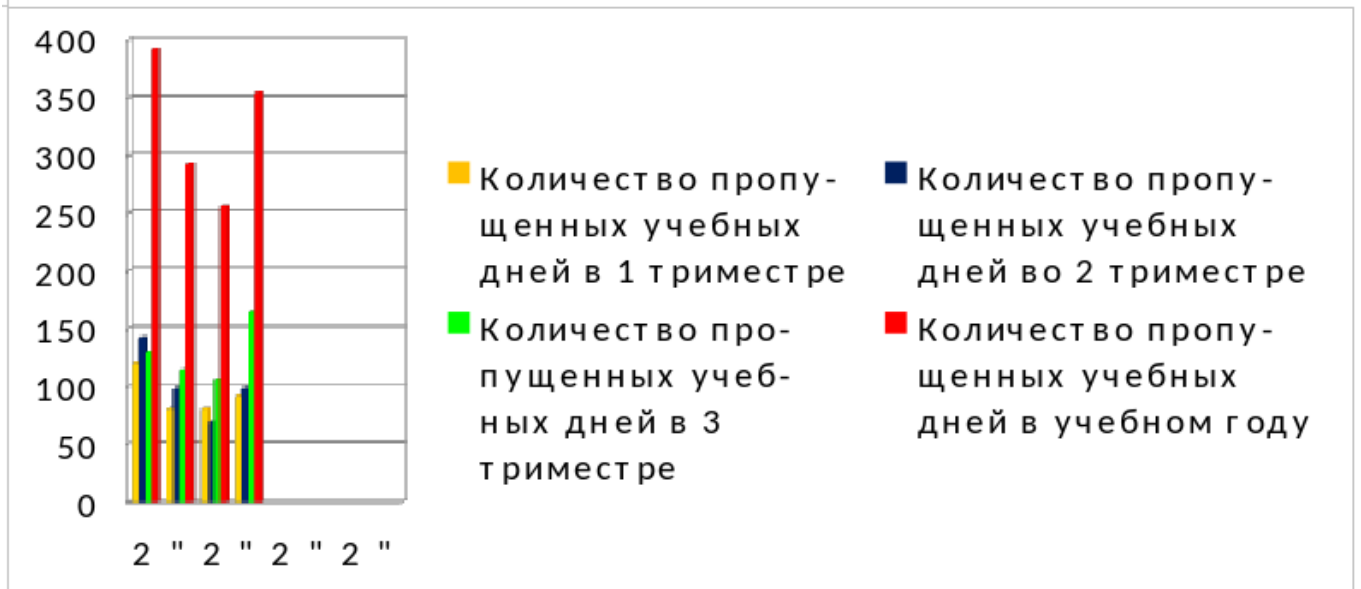 400
350
300
250
200
150
100
50
0
2 " 2 " 2 " 2 "
Количество пропу-
щенных учебных
дней в 1 триместре
Количество пропу-
щенных учебных
дней во 2 триместре
Количество про-
пущенных учеб-
ных дней в 3
триместре
Количество пропу-
щенных учебных
дней в учебном году